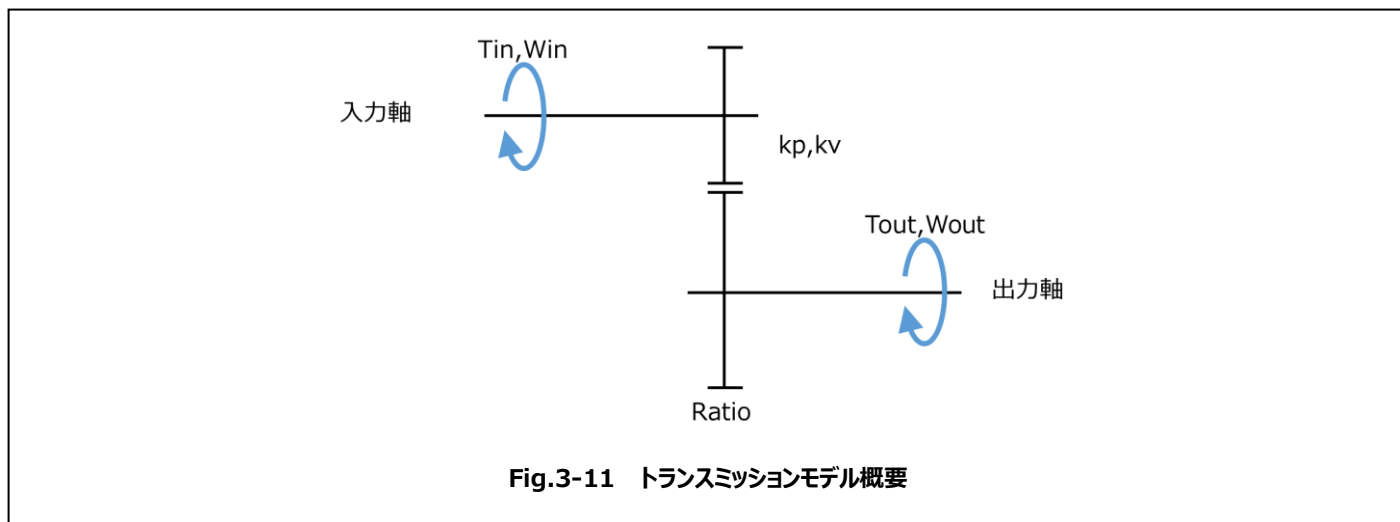 Tin,Win
入力軸
kp,kv
Tout,Wout
出力軸
Ratio
Fig.3-11 トランスミッションモデル概要